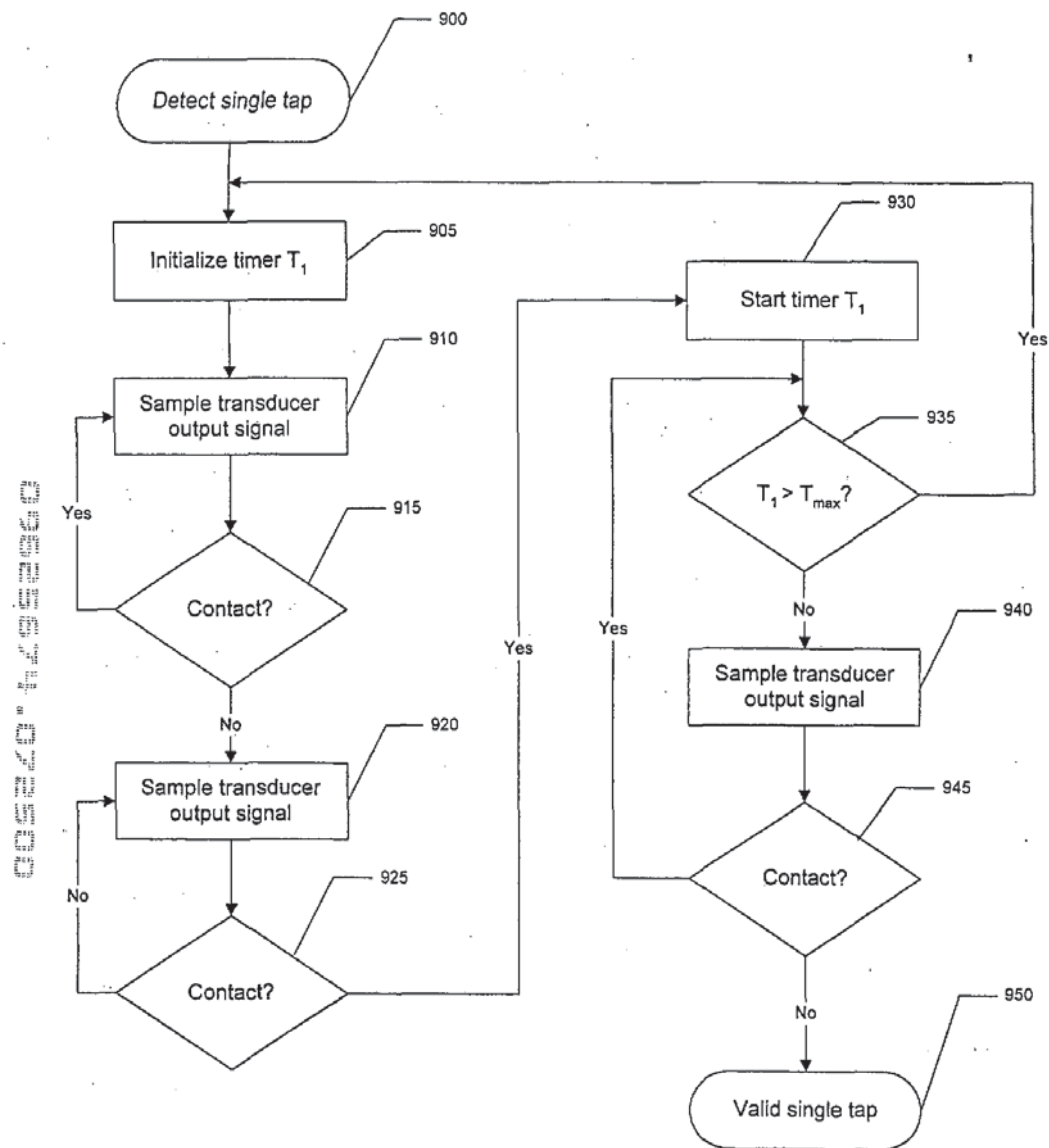 900
Detect single tap
930
905
Initialize timer T1
Start timer T1
Yes
910
Sample transducer
output signal
935
T1 > Tmax?
Yes
915
Contact?
No
940
Yes
Yes
Sample transducer
output signal
No
920
Sample transducer
output signal
945
No
925
Contact?
Contact?
No
950
Valid single tap